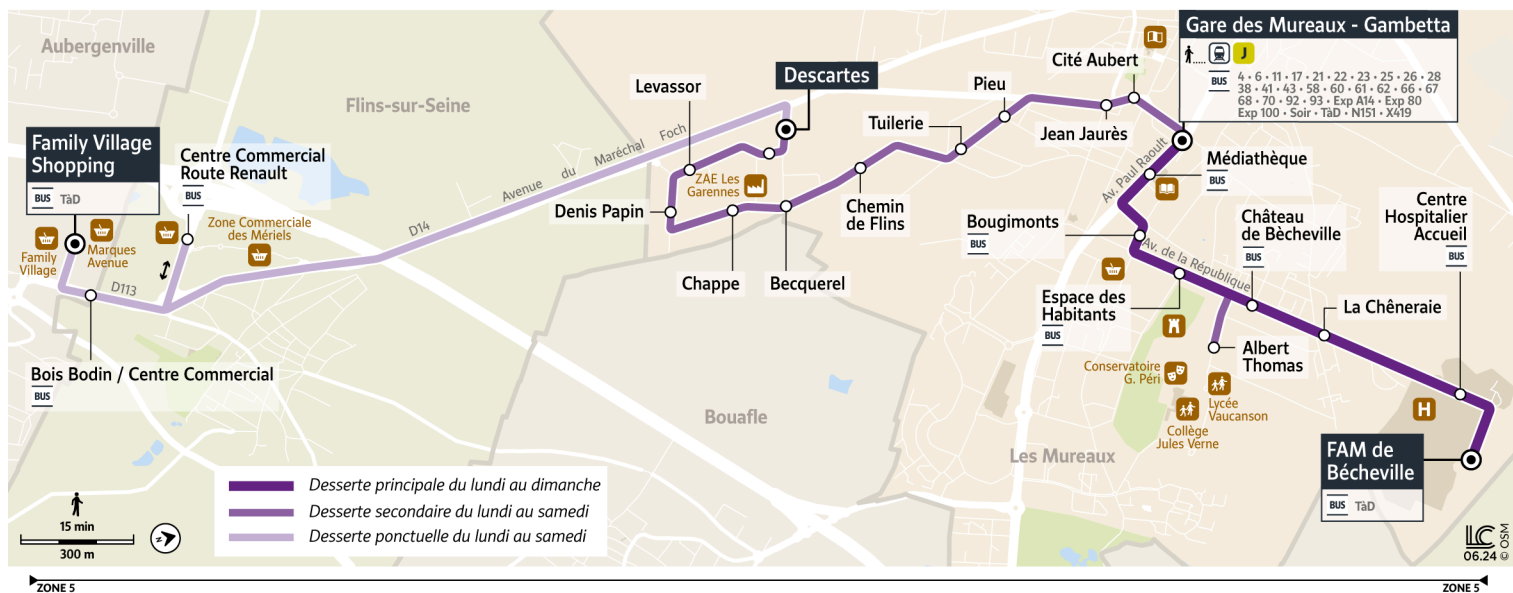 Aubergenville
Flins-sur-Seine
Bouafle
Les Mureaux
Family Village
Shopping
BUS TàD
Family
Village
Marques
Avenue
D113
Bois Bodin / Centre Commercial
BUS
Centre Commercial
Route Renault
BUS
Zone Commerciale
des Mériels
D14
Avenue du Maréchal Foch
Descartes
Levassor
Denis Papin
ZAE Les
Garennes
Chappe
Becquerel
Chemin
de Flins
Tuilerie
Pieu
Jean Jaurès
Cité Aubert
Gare des Mureaux - Gambetta
J
BUS
4 • 6 • 11 • 17 • 21 • 22 • 23 • 25 • 26 • 28
38 • 41 • 43 • 58 • 60 • 61 • 62 • 66 • 67
68 • 70 • 92 • 93 • Exp A14 • Exp 80
Exp 100 • Soir • TàD • N151 • X419
Av. Paul Raoult
Médiathèque
BUS
Bougimonts
BUS
Av. de la République
Espace des
Habitants
BUS
Château
de Bècheville
BUS
Albert
Thomas
Conservatoire
G. Péri
Collège
Jules Verne
Lycée
Vaucanson
La Chêneraie
Centre
Hospitalier
Accueil
BUS
H
FAM de
Bécheville
BUS TàD
Desserte principale du lundi au dimanche
Desserte secondaire du lundi au samedi
Desserte ponctuelle du lundi au samedi
15 min
300 m
N
LC
06.24 © OSM
ZONE 5
ZONE 5